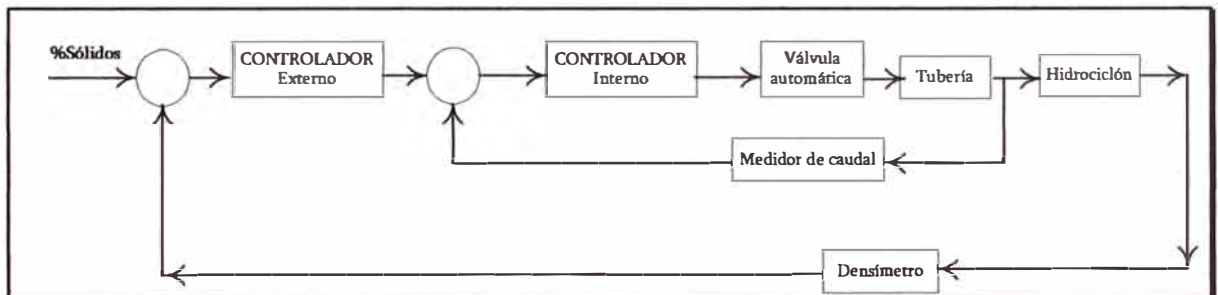 %Sólidos
CONTROLADOR
Externo
CONTROLADOR
Interno
Válvula
automática
Tubería
Hidrociclón
Medidor de caudal
Densímetro